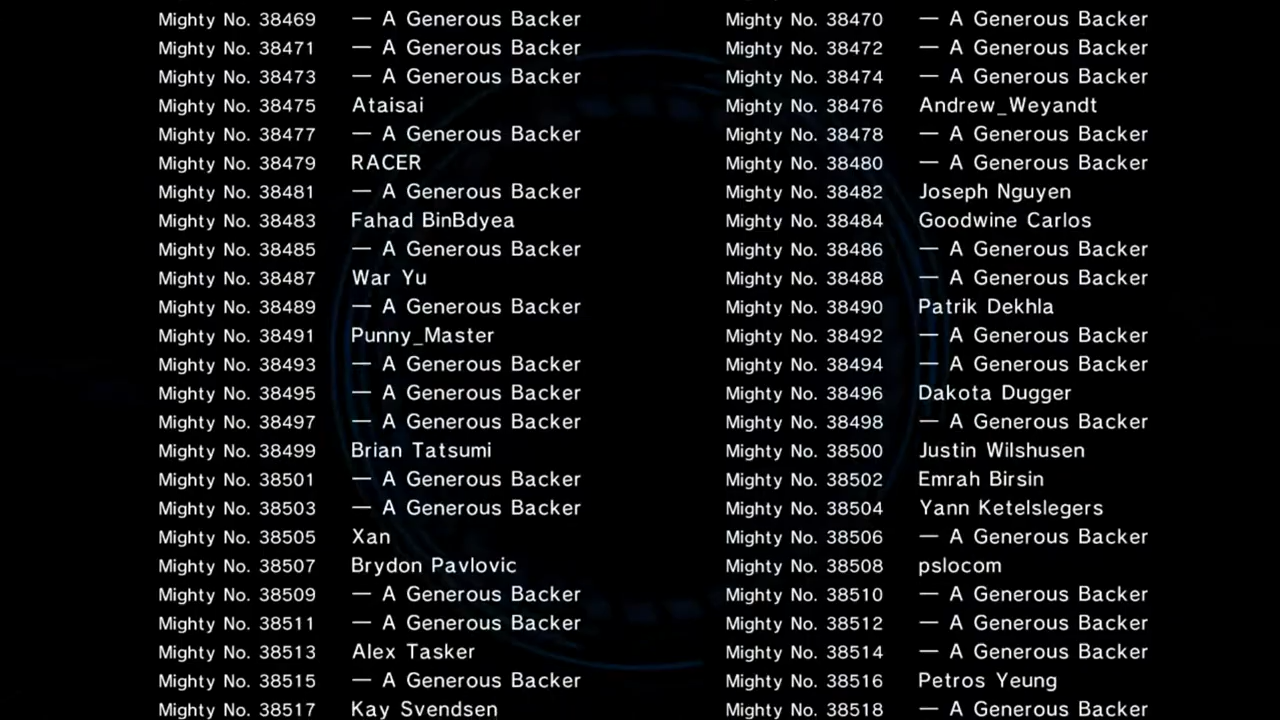 Mighty No. 38469 — A Generous Backer Mighty No. 38470 — A Generous Backer
Mighty No. 38471 — A Generous Backer Mighty No. 38472 — A Generous Backer
Mighty No. 38473 — A Generous Backer Mighty No. 38474 — A Generous Backer
Mighty No. 38475 Ataisai Mighty No. 38476 Andrew_Weyandt
Mighty No. 38477 — A Generous Backer Mighty No. 38478 — A Generous Backer
Mighty No. 38479 RACER Mighty No. 38480 — A Generous Backer
Mighty No. 38481 — A Generous Backer Mighty No. 38482 Joseph Nguyen
Mighty No. 38483 Fahad BinBdyea Mighty No. 38484 Goodwine Carlos
Mighty No. 38485 — A Generous Backer Mighty No. 38486 — A Generous Backer
Mighty No. 38487 War Yu Mighty No. 38488 — A Generous Backer
Mighty No. 38489 — A Generous Backer Mighty No. 38490 Patrik Dekhla
Mighty No. 38491 Punny_Master Mighty No. 38492 — A Generous Backer
Mighty No. 38493 — A Generous Backer Mighty No. 38494 — A Generous Backer
Mighty No. 38495 — A Generous Backer Mighty No. 38496 Dakota Dugger
Mighty No. 38497 — A Generous Backer Mighty No. 38498 — A Generous Backer
Mighty No. 38499 Brian Tatsumi Mighty No. 38500 Justin Wilshusen
Mighty No. 38501 — A Generous Backer Mighty No. 38502 Emrah Birsin
Mighty No. 38503 — A Generous Backer Mighty No. 38504 Yann Ketelslegers
Mighty No. 38505 Xan Mighty No. 38506 — A Generous Backer
Mighty No. 38507 Brydon Pavlovic Mighty No. 38508 pslocom
Mighty No. 38509 — A Generous Backer Mighty No. 38510 — A Generous Backer
Mighty No. 38511 — A Generous Backer Mighty No. 38512 — A Generous Backer
Mighty No. 38513 Alex Tasker Mighty No. 38514 — A Generous Backer
Mighty No. 38515 — A Generous Backer Mighty No. 38516 Petros Yeung
Mighty No. 38517 Kay Svendsen Mighty No. 38518 — A Generous Backer